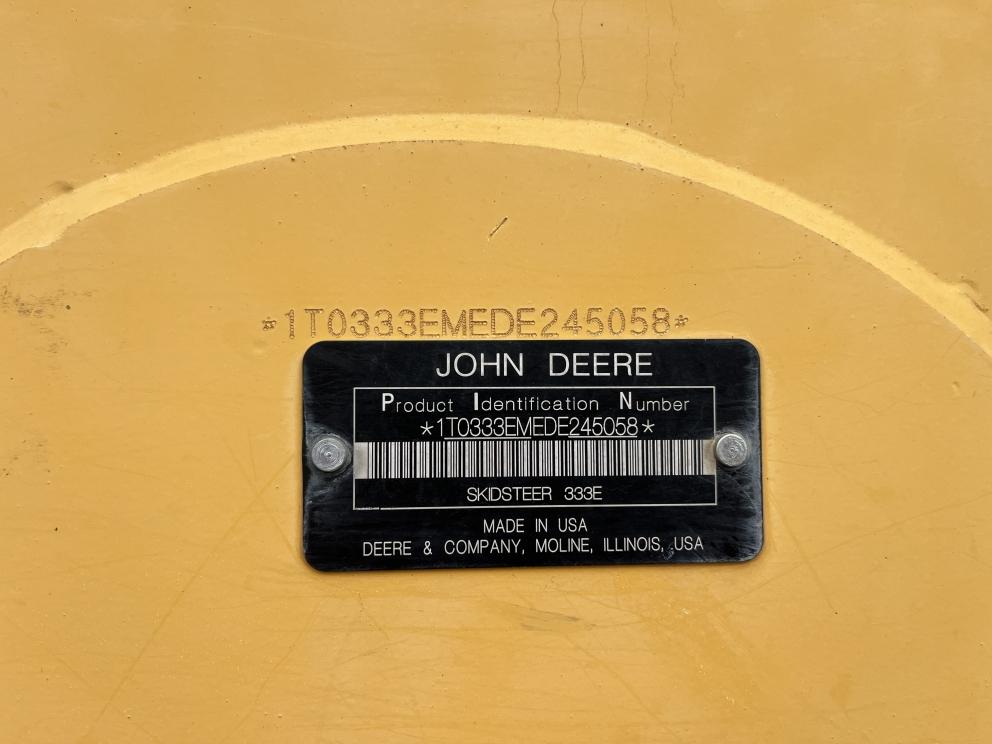 *1T0333EMEDE245058*
JOHN DEERE
Product Identification Number
*1T0333EMEDE245058*
SKIDSTEER 333E
MADE IN USA
DEERE & COMPANY, MOLINE, ILLINOIS, USA